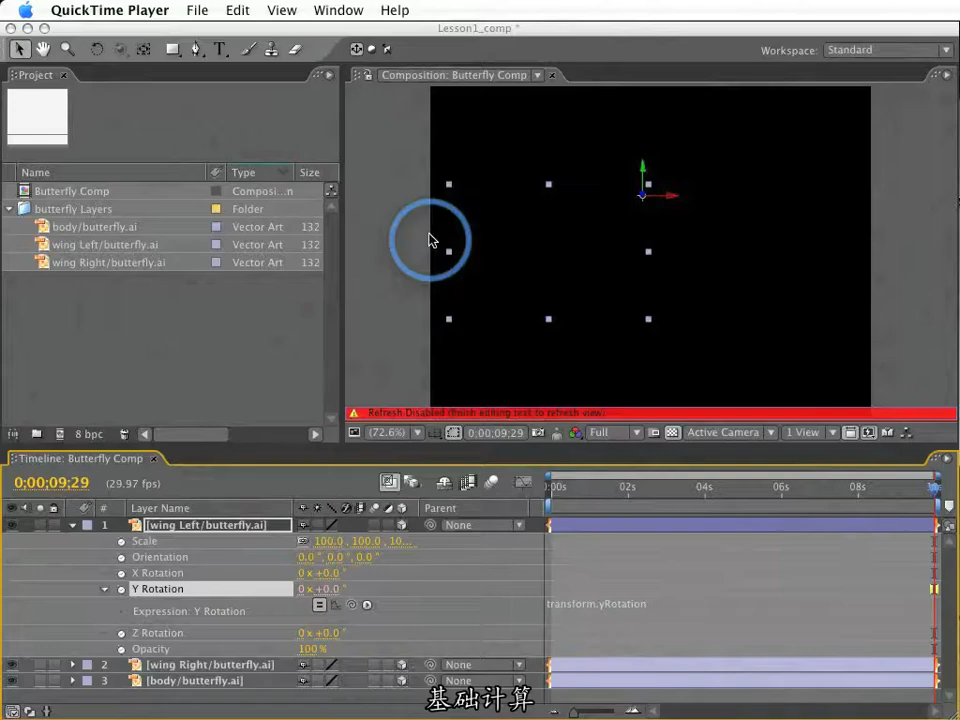 QuickTime Player File Edit View Window Help
Lesson1_comp *
Workspace: Standard
Project
Composition: Butterfly Comp
Name Type Size
Butterfly Comp Composi...n
butterfly Layers Folder
body/butterfly.ai Vector Art 132
wing Left/butterfly.ai Vector Art 132
wing Right/butterfly.ai Vector Art 132
Refresh Disabled (finish editing text to refresh view)
8 bpc
(72.6%) 0;00;09;29 Full Active Camera 1 View
Timeline: Butterfly Comp
0;00;09;29 (29.97 fps)
:00s 02s 04s 06s 08s
# Layer Name Parent
1 [wing Left/butterfly.ai] None
Scale 100.0, 100.0, 10...
Orientation 0.0°, 0.0°, 0.0°
X Rotation 0 x +0.0°
Y Rotation 0 x +0.0°
Expression: Y Rotation transform.yRotation
Z Rotation 0 x +0.0°
Opacity 100%
2 [wing Right/butterfly.ai] None
3 [body/butterfly.ai] None
基础计算